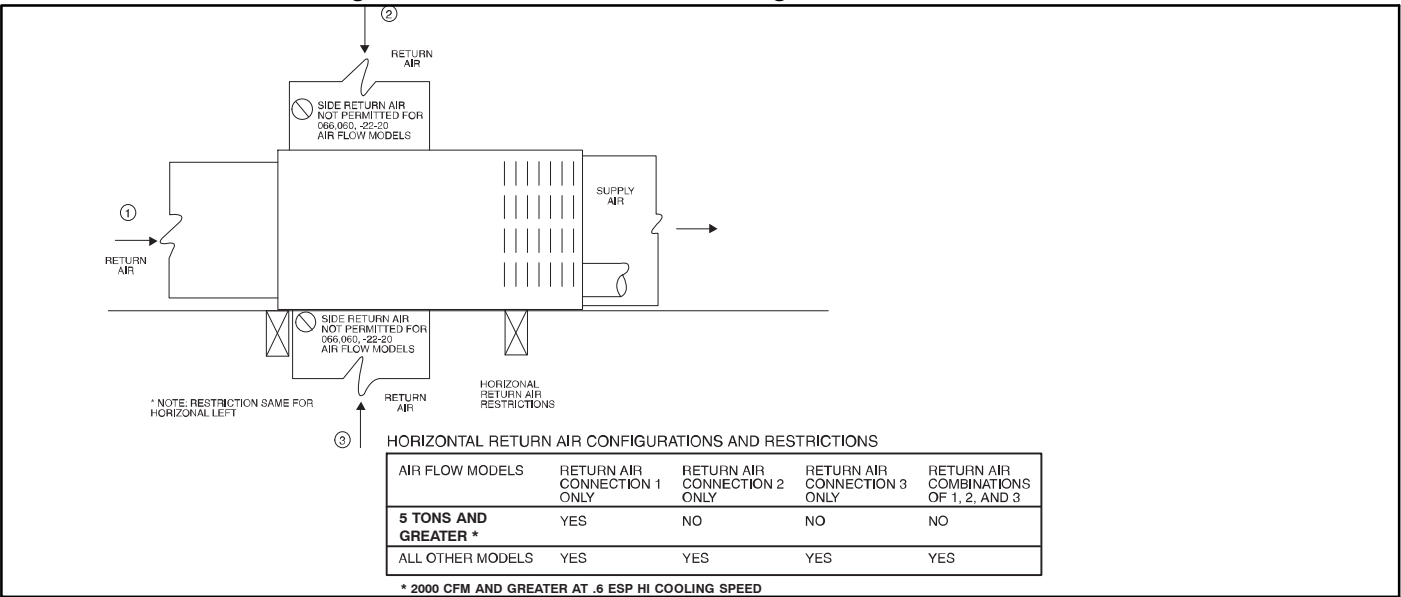 ②
RETURN
AIR
SIDE RETURN AIR
NOT PERMITTED FOR
066,060, -22-20
AIR FLOW MODELS
①
RETURN
AIR
SUPPLY
AIR
SIDE RETURN AIR
NOT PERMITTED FOR
066,060, -22-20
AIR FLOW MODELS
* NOTE: RESTRICTION SAME FOR
HORIZONAL LEFT
RETURN
AIR
HORIZONAL
RETURN AIR
RESTRICTIONS
③
HORIZONTAL RETURN AIR CONFIGURATIONS AND RESTRICTIONS
AIR FLOW MODELS
RETURN AIR
CONNECTION 1
ONLY
RETURN AIR
CONNECTION 2
ONLY
RETURN AIR
CONNECTION 3
ONLY
RETURN AIR
COMBINATIONS
OF 1, 2, AND 3
5 TONS AND
GREATER *
YES
NO
NO
NO
ALL OTHER MODELS
YES
YES
YES
YES
* 2000 CFM AND GREATER AT .6 ESP HI COOLING SPEED